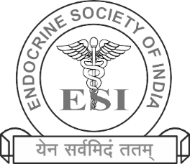 ENDOCRINE SOCIETY OF INDIA
ESI
येन सर्वमिदं ततम्